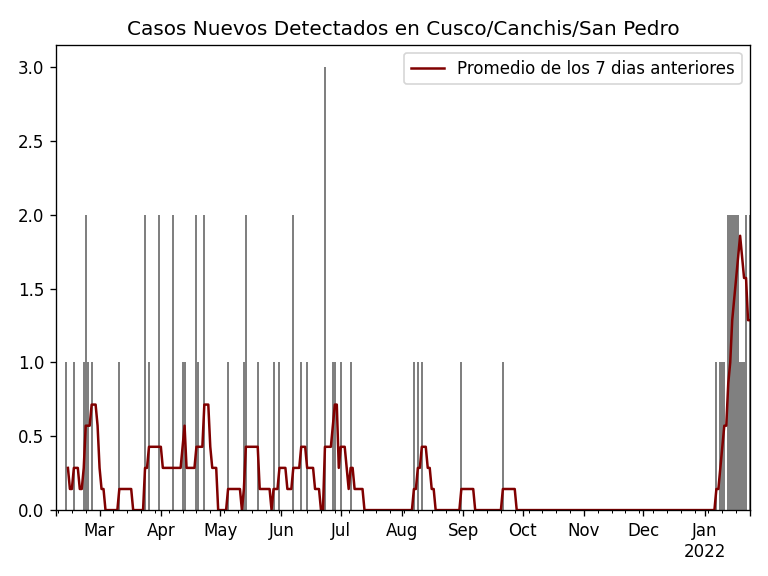 Casos Nuevos Detectados en Cusco/Canchis/San Pedro
Promedio de los 7 dias anteriores
3.0
2.5
2.0
1.5
1.0
0.5
0.0
Mar Apr May Jun Jul Aug Sep Oct Nov Dec Jan
2022